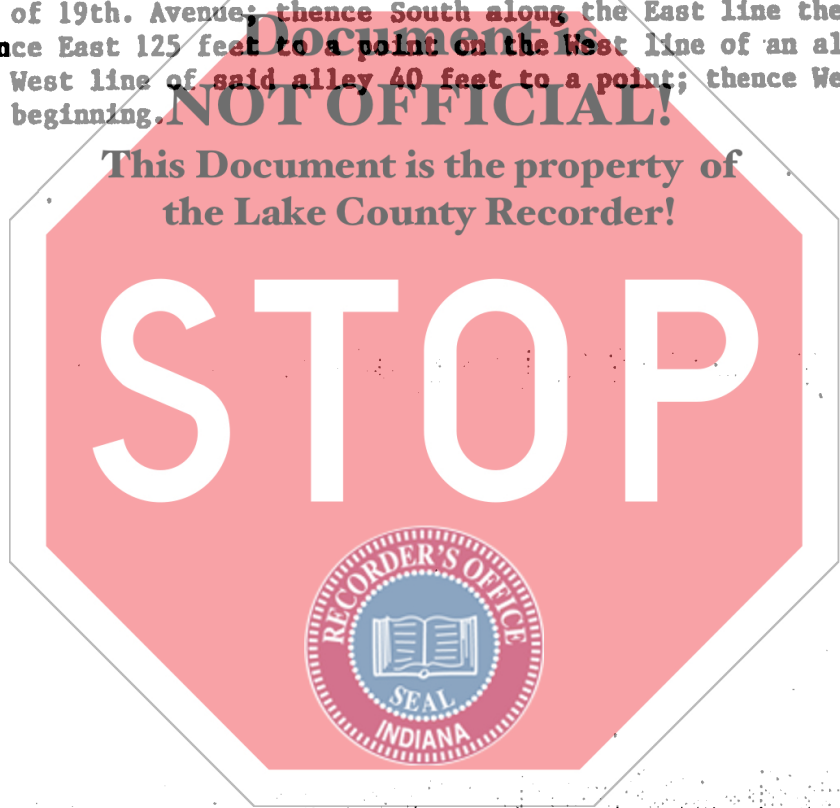 of 19th. Avenue; thence South along the East line the
nce East 125 feet to a point on the West line of an al
West line of said alley 40 feet to a point; thence We
beginning.
Document is
NOT OFFICIAL!
This Document is the property of
the Lake County Recorder!
STOP
RECORDER'S OFFICE
SEAL
INDIANA